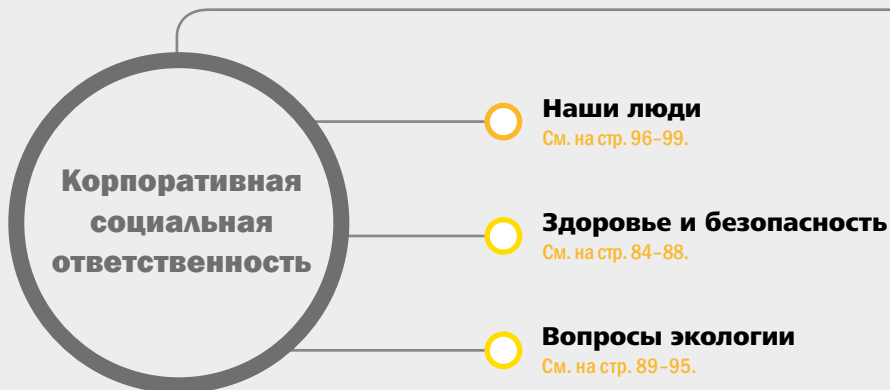 Корпоративная
социальная
ответственность
Наши люди
См. на стр. 96–99.
Здоровье и безопасность
См. на стр. 84–88.
Вопросы экологии
См. на стр. 89–95.